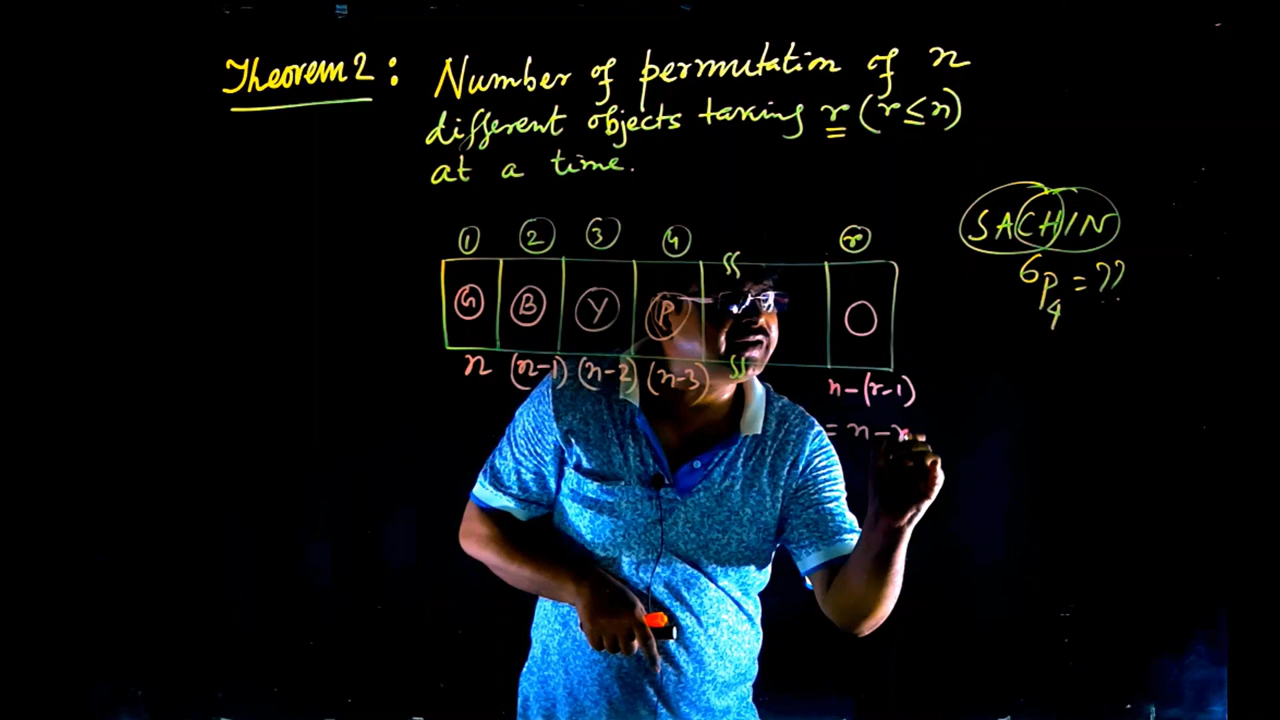 Theorem 2 : Number of permutation of n
different objects taking r (r ≤ n)
at a time.
SACHIN
⁶P₄ = ??
① ② ③ ④ ⓡ
G B Y P
n (n-1) (n-2) (n-3) n-(r-1)
= n-r